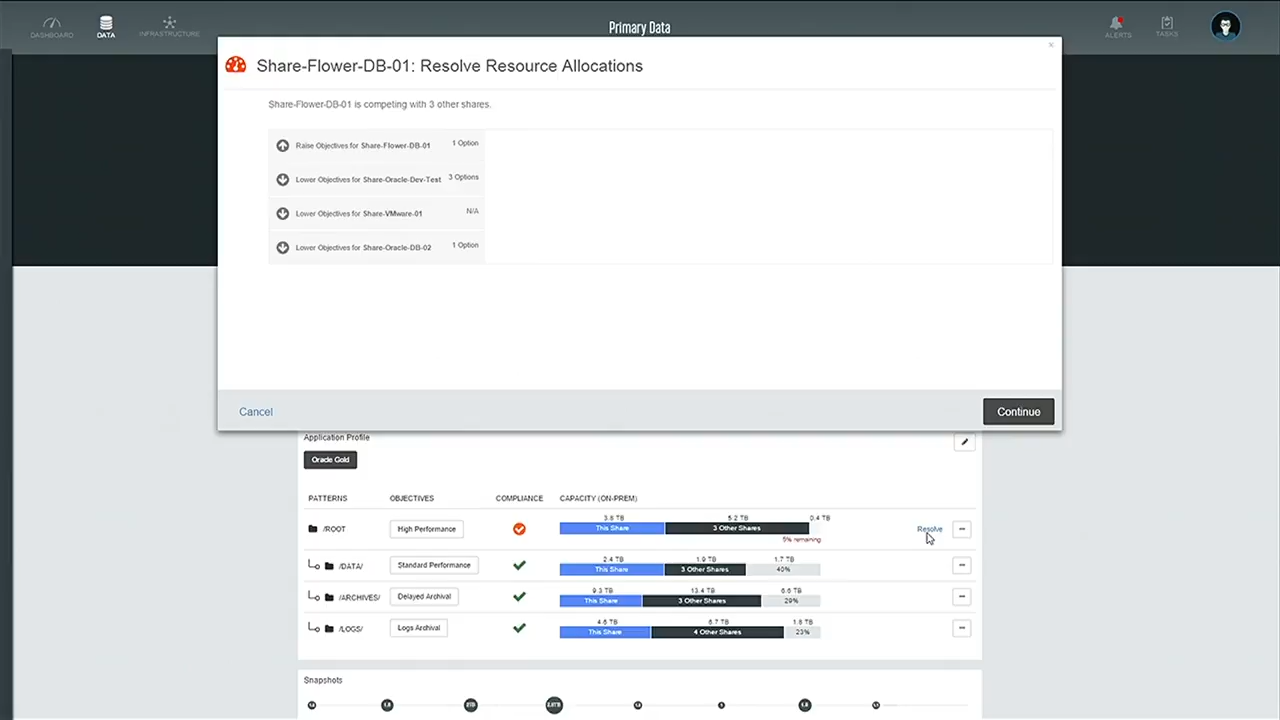 Primary Data
DASHBOARD
DATA
INFRASTRUCTURE
ALERTS
TASKS
Share-Flower-DB-01: Resolve Resource Allocations
Share-Flower-DB-01 is competing with 3 other shares.
Raise Objectives for Share-Flower-DB-01 1 Option
Lower Objectives for Share-Oracle-Dev-Test 3 Options
Lower Objectives for Share-VMware-01 N/A
Lower Objectives for Share-Oracle-DB-02 1 Option
Cancel
Continue
Application Profile
Oracle Gold
PATTERNS OBJECTIVES COMPLIANCE CAPACITY (ON-PREM)
3.8 TB 5.2 TB 0.4 TB
/ROOT High Performance This Share 3 Other Shares Resolve
5% remaining
2.4 TB 1.9 TB 1.7 TB
/DATA/ Standard Performance This Share 3 Other Shares 40%
9.3 TB 13.4 TB 6.6 TB
/ARCHIVES/ Delayed Archival This Share 3 Other Shares 29%
4.6 TB 6.7 TB 1.8 TB
/LOGS/ Logs Archival This Share 4 Other Shares 23%
Snapshots